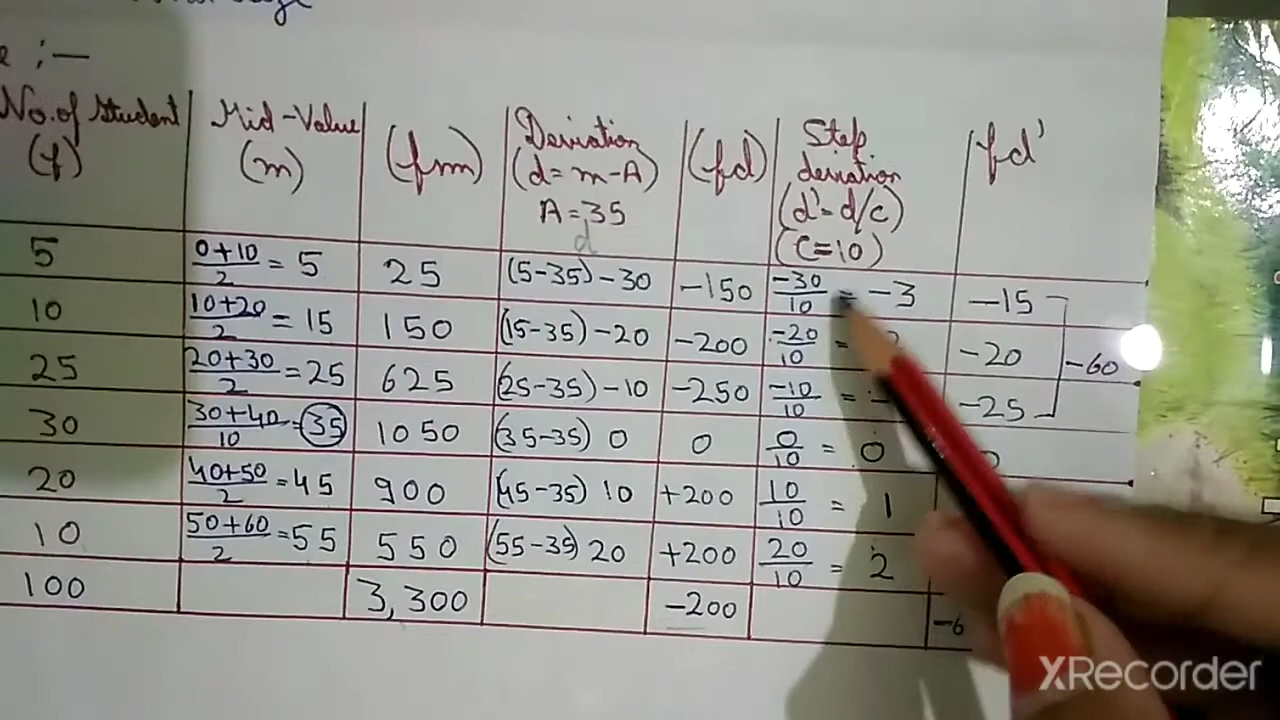 e :—
No. of Student (f) | Mid-Value (m) | (fm) | Deviation (d=m-A) A=35 d | (fd) | Step deviation (d'=d/c) (C=10) | fd'
5 | 0+10/2 = 5 | 25 | (5-35) -30 | -150 | -30/10 = -3 | -15
10 | 10+20/2 = 15 | 150 | (15-35) -20 | -200 | -20/10 = | -20 | -60
25 | 20+30/2 = 25 | 625 | (25-35) -10 | -250 | -10/10 = | -25
30 | 30+40/10 = 35 | 1050 | (35-35) 0 | 0 | 0/10 = 0
20 | 40+50/2 = 45 | 900 | (45-35) 10 | +200 | 10/10 = 1
10 | 50+60/2 = 55 | 550 | (55-35) 20 | +200 | 20/10 = 2
100 | 3,300 | -200 | -6
XRecorder